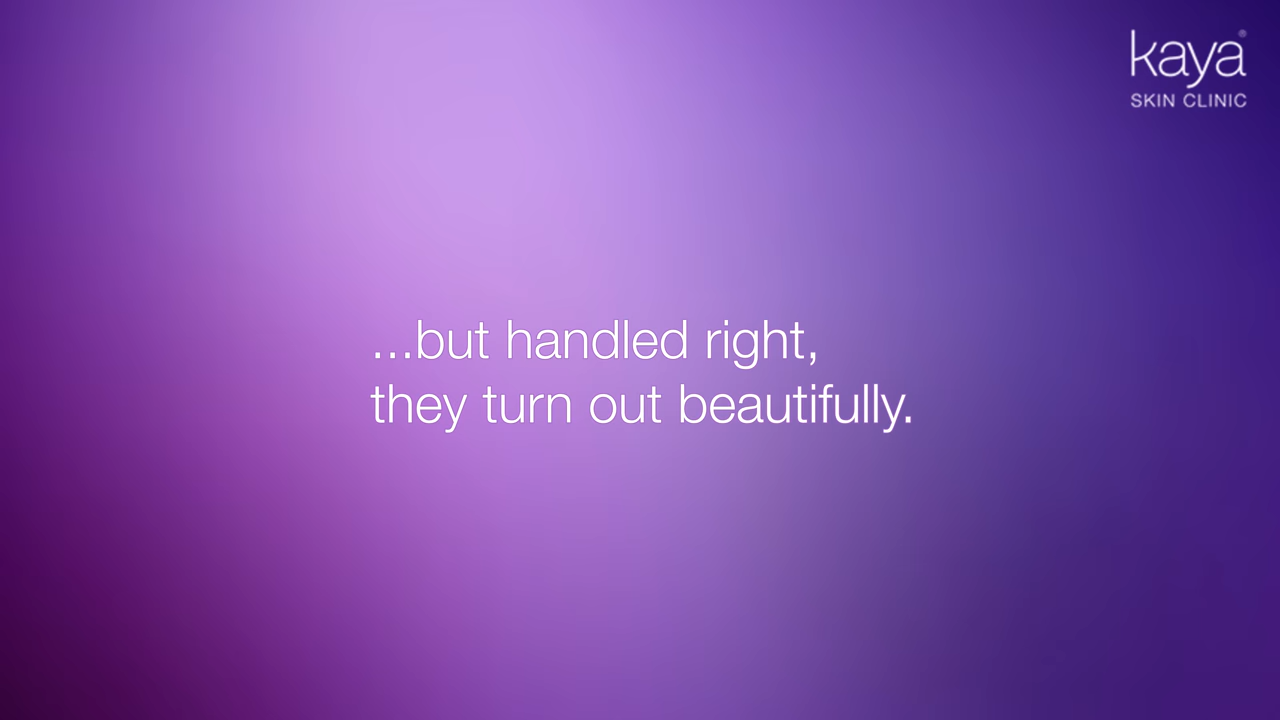 kaya®
SKIN CLINIC
...but handled right,
they turn out beautifully.